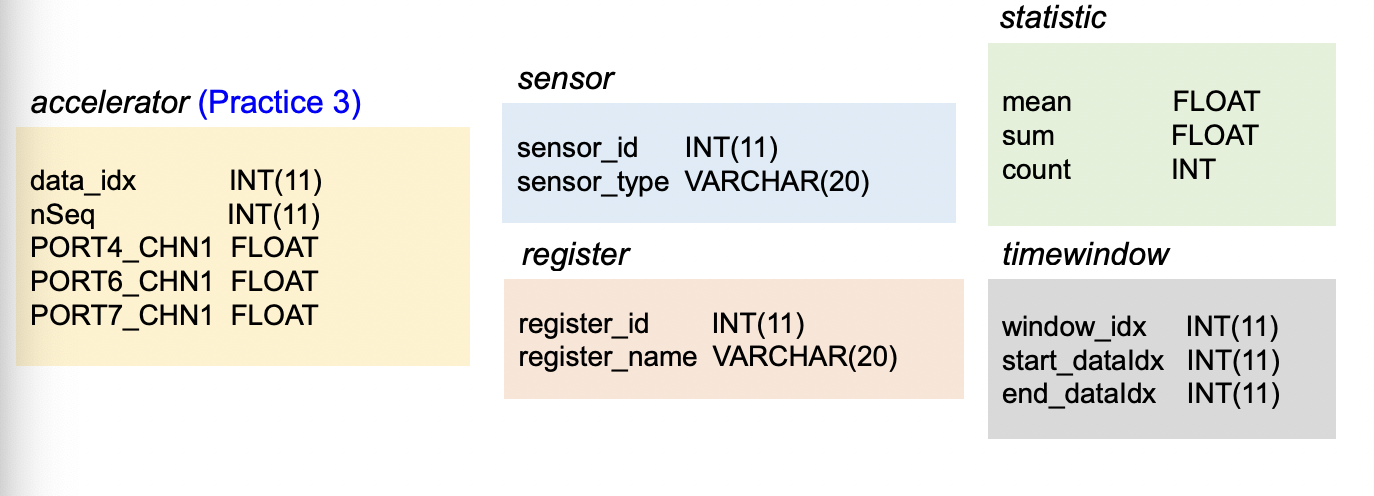 accelerator (Practice 3)
data_idx INT(11)
nSeq INT(11)
PORT4_CHN1 FLOAT
PORT6_CHN1 FLOAT
PORT7_CHN1 FLOAT
sensor
sensor_id INT(11)
sensor_type VARCHAR(20)
register
register_id INT(11)
register_name VARCHAR(20)
statistic
mean FLOAT
sum FLOAT
count INT
timewindow
window_idx INT(11)
start_dataIdx INT(11)
end_dataIdx INT(11)